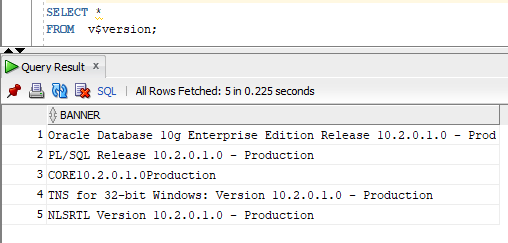 SELECT *
FROM v$version;
Query Result x
SQL | All Rows Fetched: 5 in 0.225 seconds
BANNER
1 Oracle Database 10g Enterprise Edition Release 10.2.0.1.0 - Prod
2 PL/SQL Release 10.2.0.1.0 - Production
3 CORE10.2.0.1.0Production
4 TNS for 32-bit Windows: Version 10.2.0.1.0 - Production
5 NLSRTL Version 10.2.0.1.0 - Production